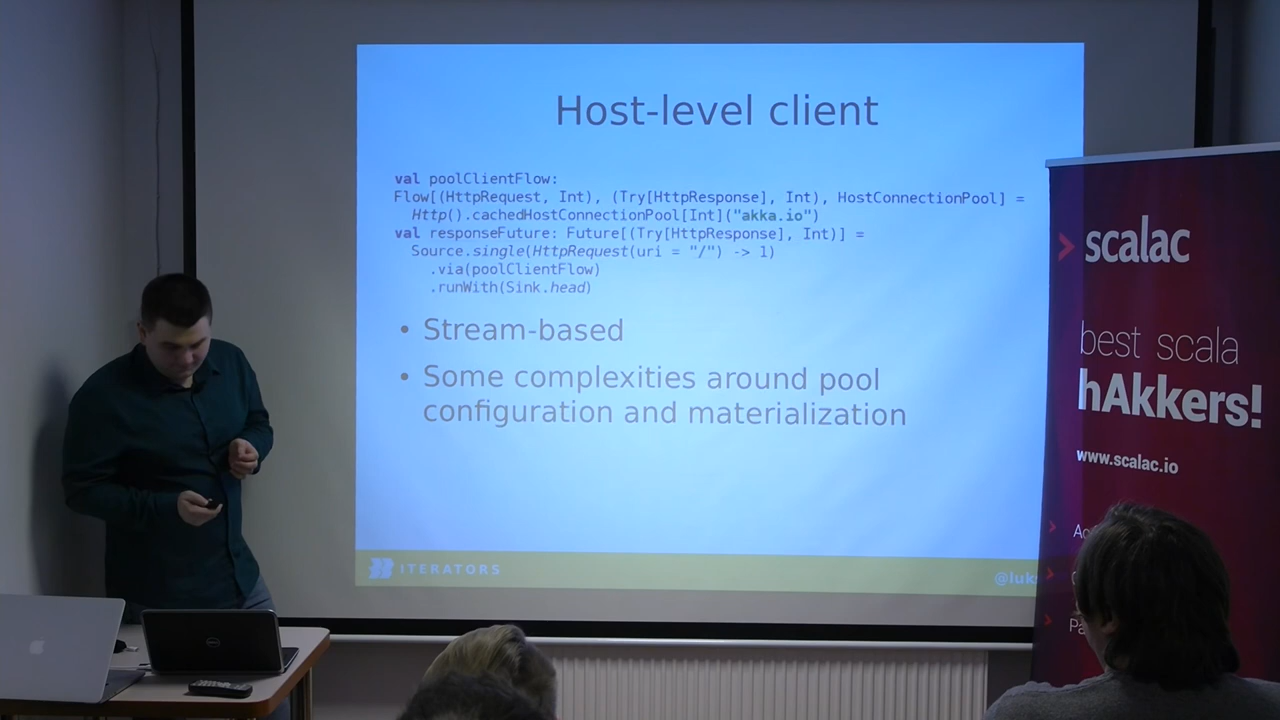 Host-level client
val poolClientFlow:
Flow[(HttpRequest, Int), (Try[HttpResponse], Int), HostConnectionPool] =
Http().cachedHostConnectionPool[Int]("akka.io")
val responseFuture: Future[(Try[HttpResponse], Int)] =
Source.single(HttpRequest(uri = "/") -> 1)
.via(poolClientFlow)
.runWith(Sink.head)
• Stream-based
• Some complexities around pool
configuration and materialization
ITERATORS
@luk
scalac
best scala
hAkkers!
www.scalac.io